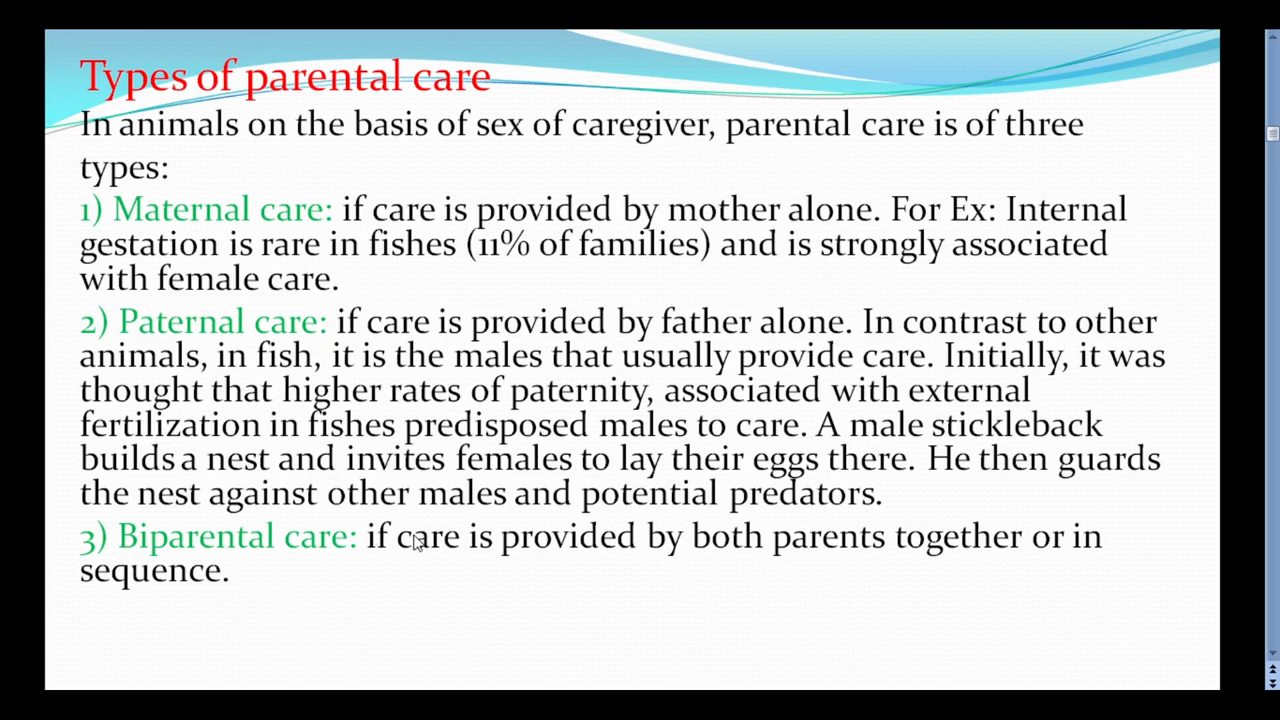 Types of parental care
In animals on the basis of sex of caregiver, parental care is of three
types:
1) Maternal care: if care is provided by mother alone. For Ex: Internal
gestation is rare in fishes (11% of families) and is strongly associated
with female care.
2) Paternal care: if care is provided by father alone. In contrast to other
animals, in fish, it is the males that usually provide care. Initially, it was
thought that higher rates of paternity, associated with external
fertilization in fishes predisposed males to care. A male stickleback
builds a nest and invites females to lay their eggs there. He then guards
the nest against other males and potential predators.
3) Biparental care: if care is provided by both parents together or in
sequence.